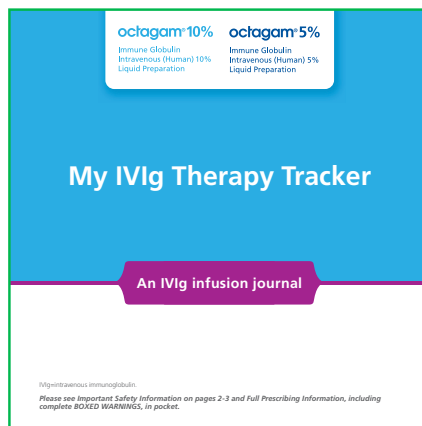 octagam® 10%
Immune Globulin
Intravenous (Human) 10%
Liquid Preparation
octagam® 5%
Immune Globulin
Intravenous (Human) 5%
Liquid Preparation
My IVIg Therapy Tracker
An IVIg infusion journal
IVIg=intravenous immunoglobulin.
Please see Important Safety Information on pages 2-3 and Full Prescribing Information, including
complete BOXED WARNINGS, in pocket.